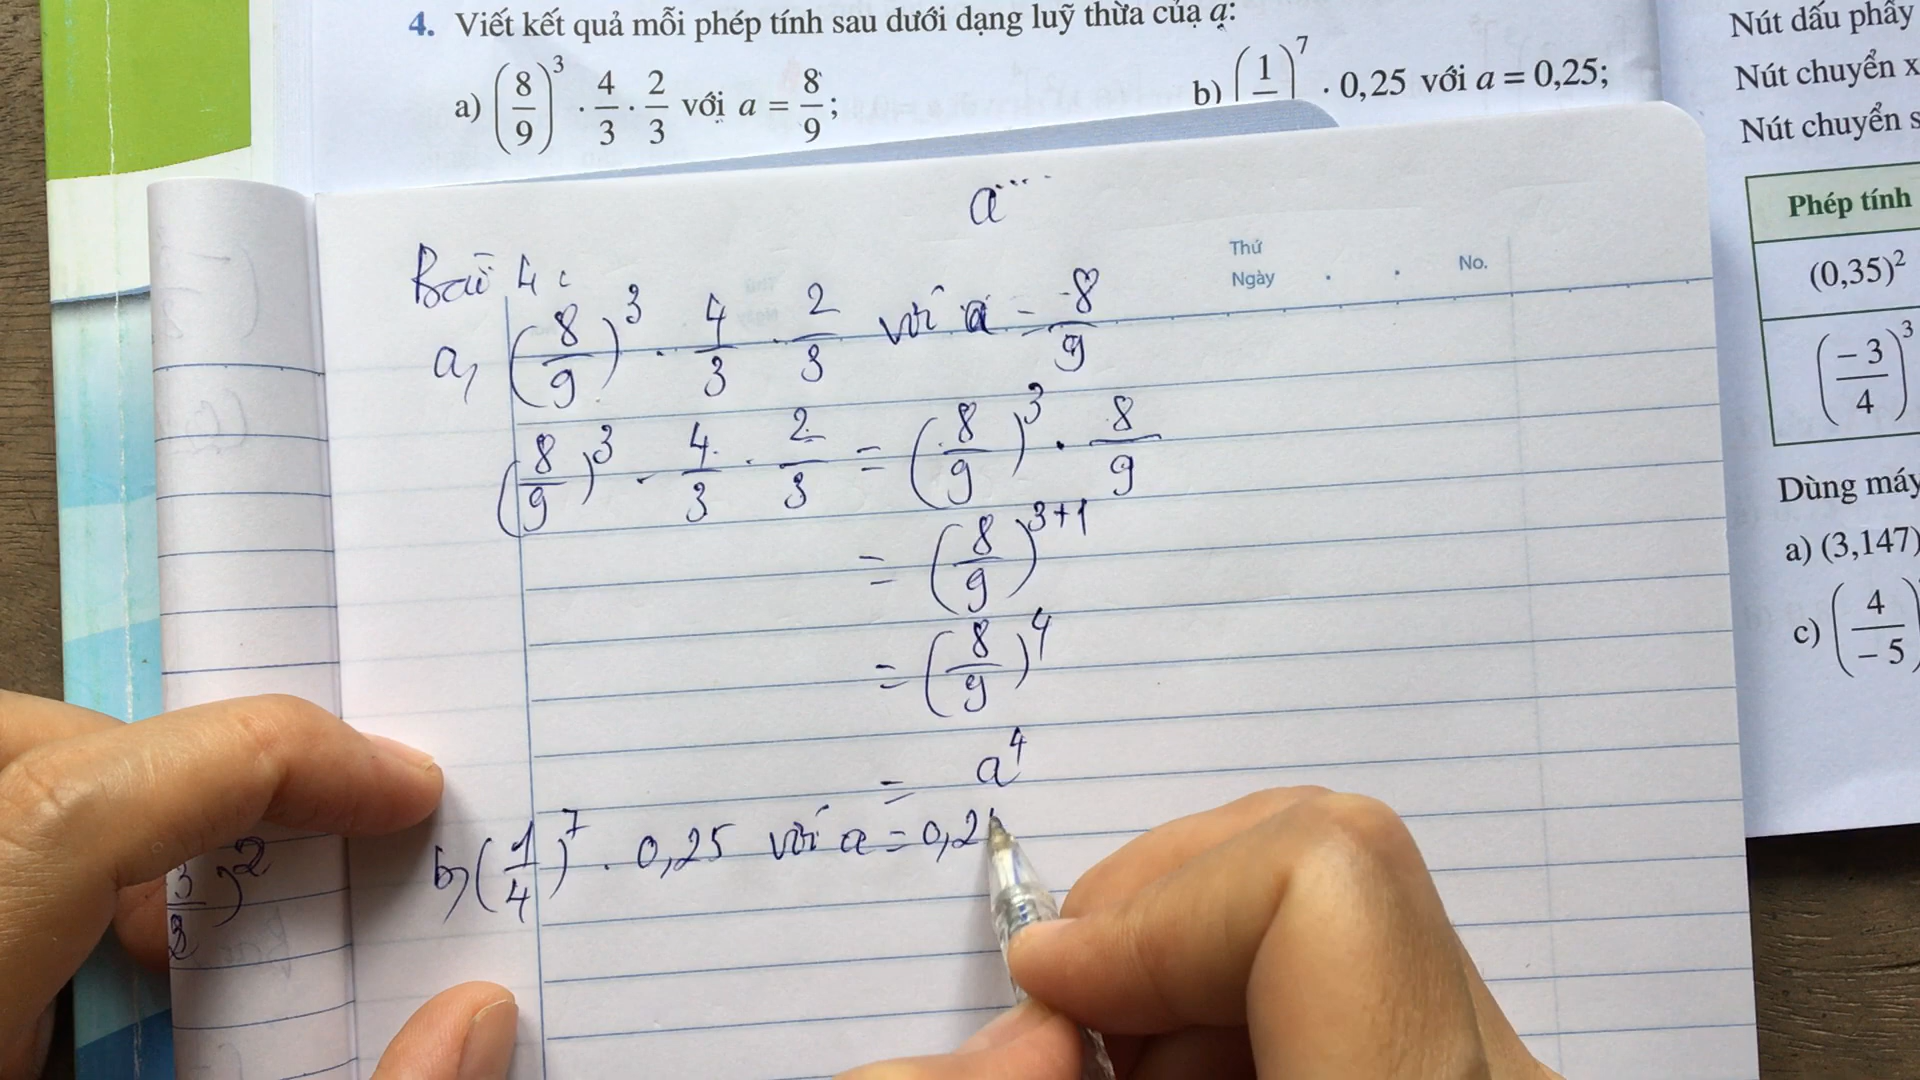 4. Viết kết quả mỗi phép tính sau dưới dạng luỹ thừa của a:
a) (8/9)^3 · 4/3 · 2/3 với a = 8/9;
b) (1/ )^7 · 0,25 với a = 0,25;
a...
Bài 4:
a, (8/9)^3 · 4/3 · 2/3 với a = 8/9
(8/9)^3 · 4/3 · 2/3 = (8/9)^3 · 8/9
= (8/9)^(3+1)
= (8/9)^4
= a^4
b, (1/4)^7 · 0,25 với a = 0,2
Thứ
Ngày . . No.
3/8)^2
Nút dấu phẩy
Nút chuyển
Nút chuyển
Phép tính
(0,35)^2
(-3/4)^3
Dùng máy
a) (3,147)
c) (4/-5)